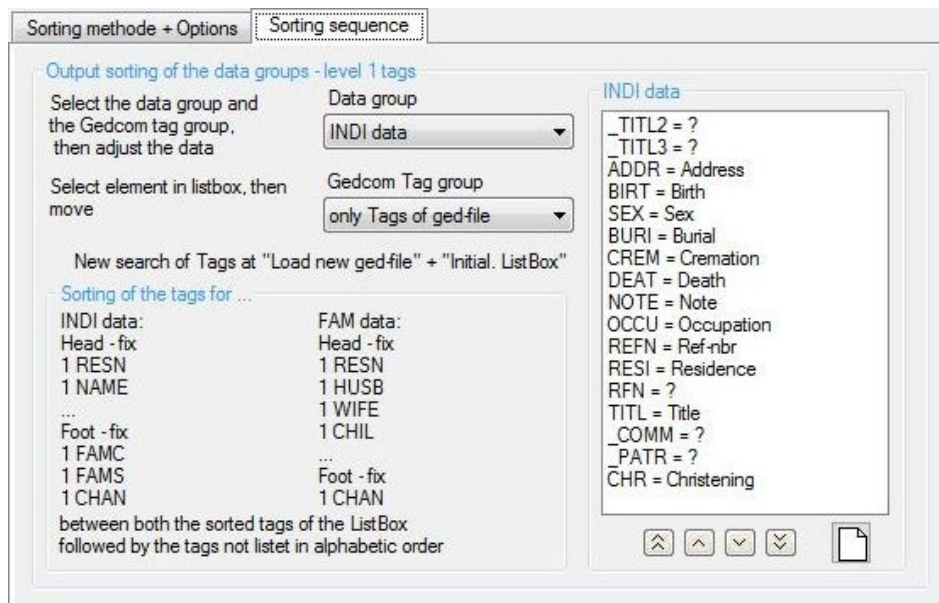 Sorting methode + Options
Sorting sequence
Output sorting of the data groups - level 1 tags
Select the data group and
the Gedcom tag group,
then adjust the data
Data group
INDI data
Select element in listbox, then
move
Gedcom Tag group
only Tags of ged-file
New search of Tags at "Load new ged-file" + "Initial. ListBox"
Sorting of the tags for ...
INDI data:
Head - fix
1 RESN
1 NAME
...
Foot - fix
1 FAMC
1 FAMS
1 CHAN
FAM data:
Head - fix
1 RESN
1 HUSB
1 WIFE
1 CHIL
...
Foot - fix
1 CHAN
between both the sorted tags of the ListBox
followed by the tags not listet in alphabetic order
INDI data
_TITL2 = ?
_TITL3 = ?
ADDR = Address
BIRT = Birth
SEX = Sex
BURI = Burial
CREM = Cremation
DEAT = Death
NOTE = Note
OCCU = Occupation
REFN = Ref-nbr
RESI = Residence
RFN = ?
TITL = Title
_COMM = ?
_PATR = ?
CHR = Christening